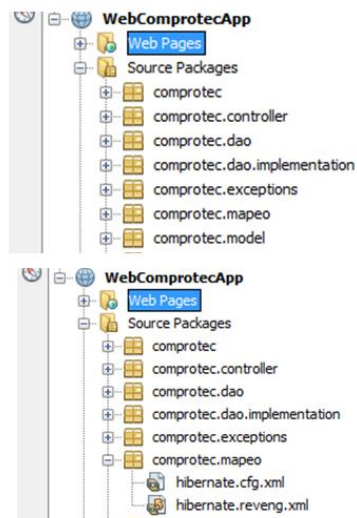 WebComprotecApp
Web Pages
Source Packages
comprotec
comprotec.controller
comprotec.dao
comprotec.dao.implementation
comprotec.exceptions
comprotec.mapeo
comprotec.model
WebComprotecApp
Web Pages
Source Packages
comprotec
comprotec.controller
comprotec.dao
comprotec.dao.implementation
comprotec.exceptions
comprotec.mapeo
hibernate.cfg.xml
hibernate.reveng.xml